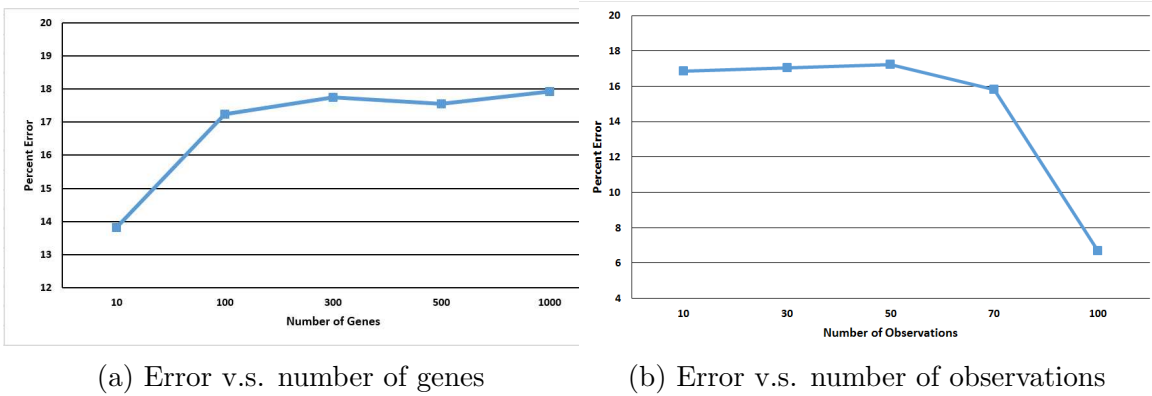 20
19
18
17
16
15
14
13
12
Percent Error
10 100 300 500 1000
Number of Genes
20
18
16
14
12
10
8
6
4
Percent Error
10 30 50 70 100
Number of Observations
(a) Error v.s. number of genes
(b) Error v.s. number of observations